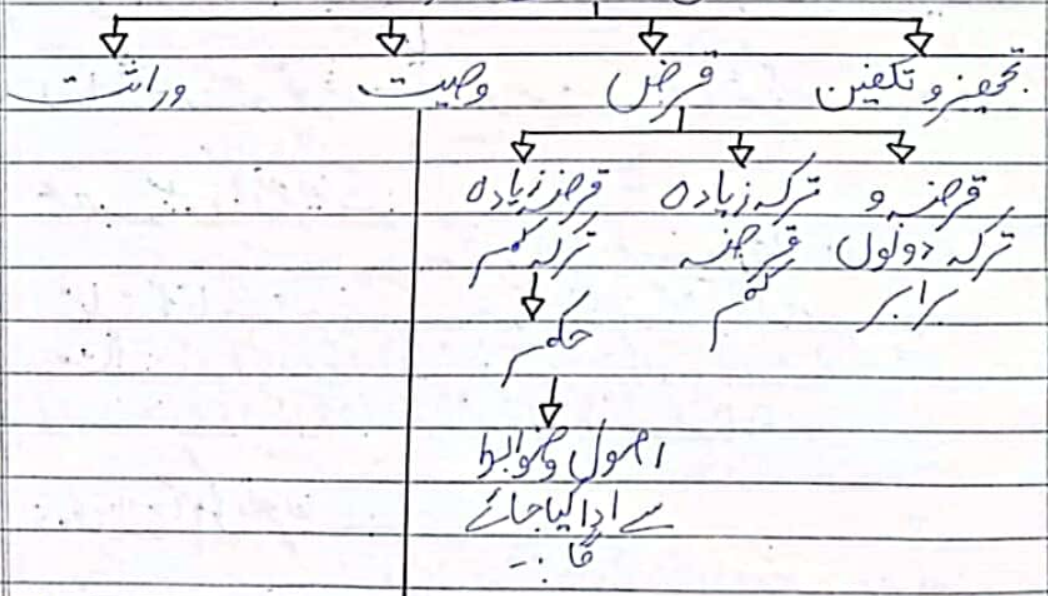 تجہیز و تکفین
قرض
وصیت
وراثت
قرضہ و
ترکہ دونوں
برابر
ترکہ زیادہ
قرضہ
کم
قرض زیادہ
ترکہ کم
حکم
اصول وضوابط
سے ادا کیا جائے
گا ۔